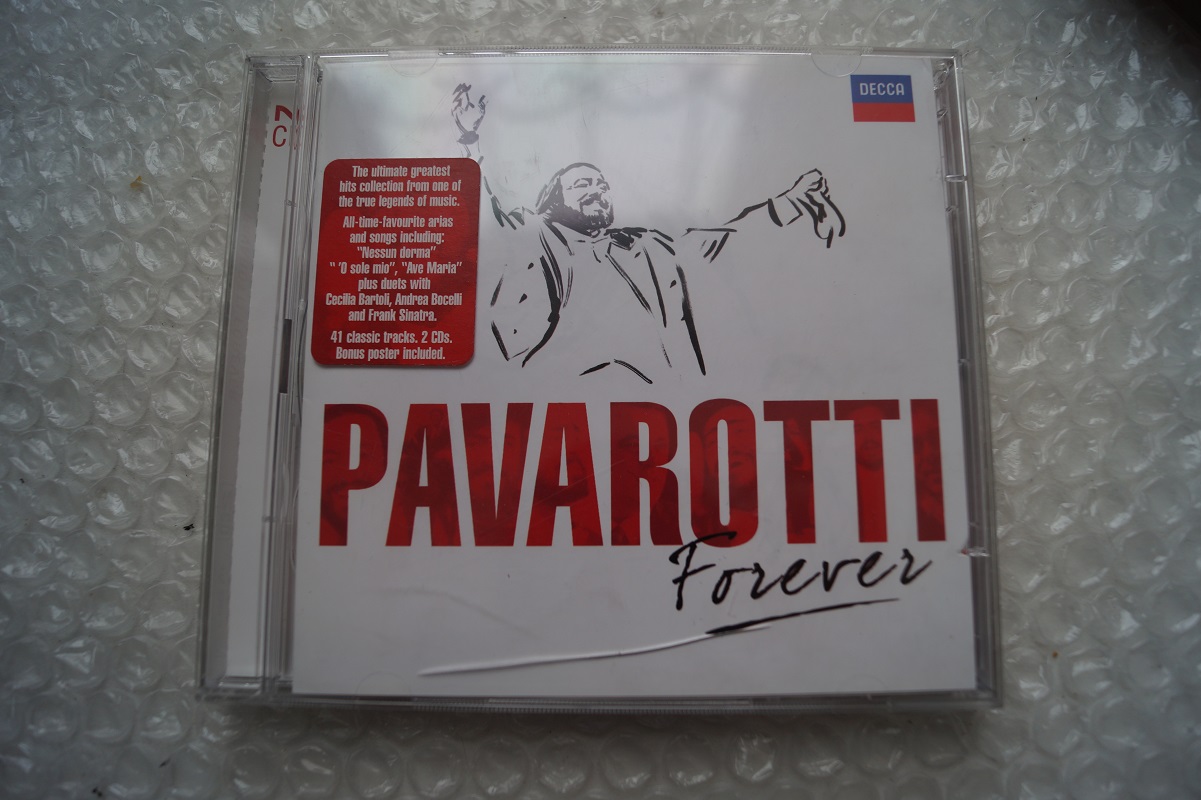 DECCA
The ultimate greatest
hits collection from one of
the true legends of music.
All-time-favourite arias
and songs including:
"Nessun dorma"
" 'O sole mio", "Ave Maria"
plus duets with
Cecilia Bartoli, Andrea Bocelli
and Frank Sinatra.
41 classic tracks. 2 CDs.
Bonus poster included.
PAVAROTTI
Forever